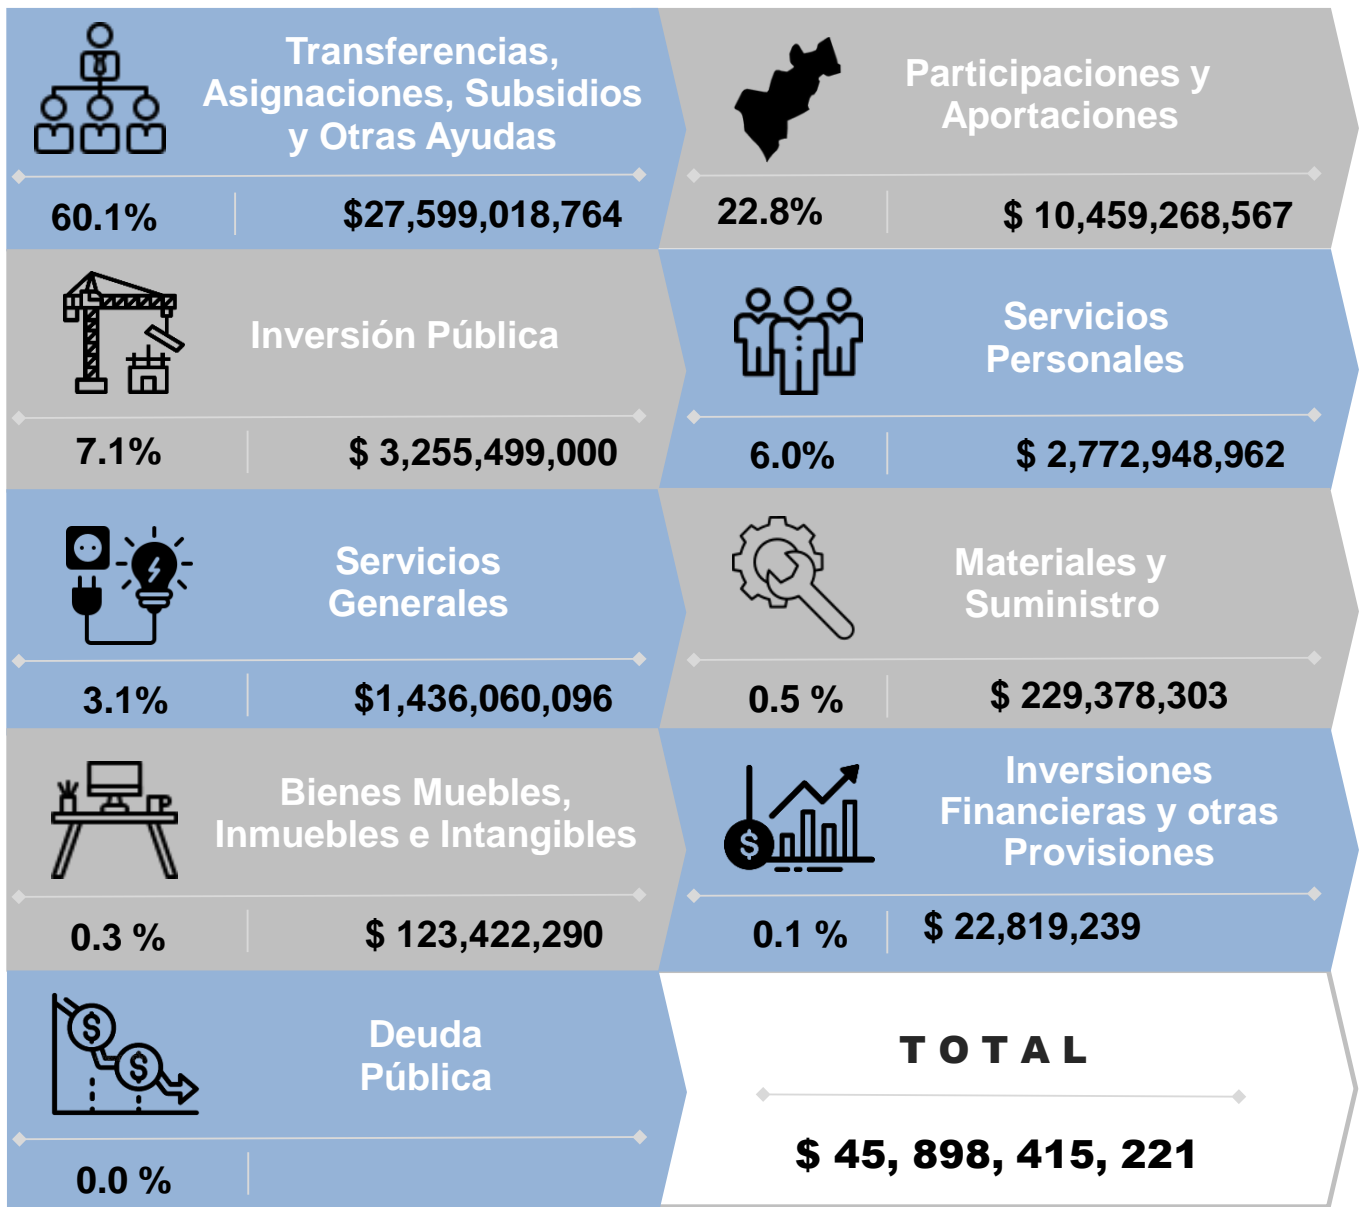 Transferencias,
Asignaciones, Subsidios
y Otras Ayudas
60.1%
$27,599,018,764
Participaciones y
Aportaciones
22.8%
$ 10,459,268,567
Inversión Pública
7.1%
$ 3,255,499,000
Servicios
Personales
6.0%
$ 2,772,948,962
Servicios
Generales
3.1%
$1,436,060,096
Materiales y
Suministro
0.5 %
$ 229,378,303
Bienes Muebles,
Inmuebles e Intangibles
0.3 %
$ 123,422,290
Inversiones
Financieras y otras
Provisiones
0.1 %
$ 22,819,239
Deuda
Pública
0.0 %
T O T A L
$ 45, 898, 415, 221